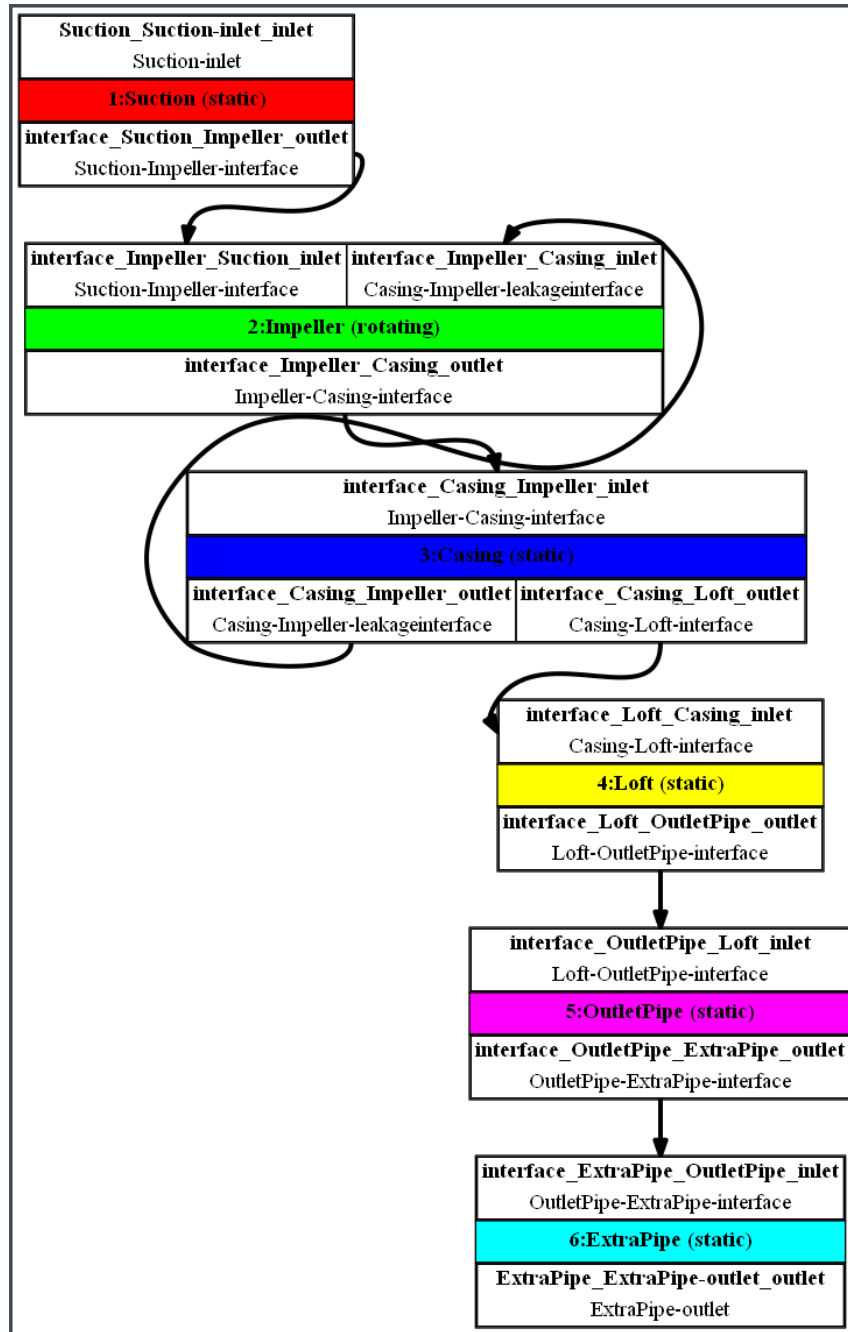 Suction_Suction-inlet_inlet
Suction-inlet
1:Suction (static)
interface_Suction_Impeller_outlet
Suction-Impeller-interface
interface_Impeller_Suction_inlet
Suction-Impeller-interface
interface_Impeller_Casing_inlet
Casing-Impeller-leakageinterface
2:Impeller (rotating)
interface_Impeller_Casing_outlet
Impeller-Casing-interface
interface_Casing_Impeller_inlet
Impeller-Casing-interface
3:Casing (static)
interface_Casing_Impeller_outlet
Casing-Impeller-leakageinterface
interface_Casing_Loft_outlet
Casing-Loft-interface
interface_Loft_Casing_inlet
Casing-Loft-interface
4:Loft (static)
interface_Loft_OutletPipe_outlet
Loft-OutletPipe-interface
interface_OutletPipe_Loft_inlet
Loft-OutletPipe-interface
5:OutletPipe (static)
interface_OutletPipe_ExtraPipe_outlet
OutletPipe-ExtraPipe-interface
interface_ExtraPipe_OutletPipe_inlet
OutletPipe-ExtraPipe-interface
6:ExtraPipe (static)
ExtraPipe_ExtraPipe-outlet_outlet
ExtraPipe-outlet